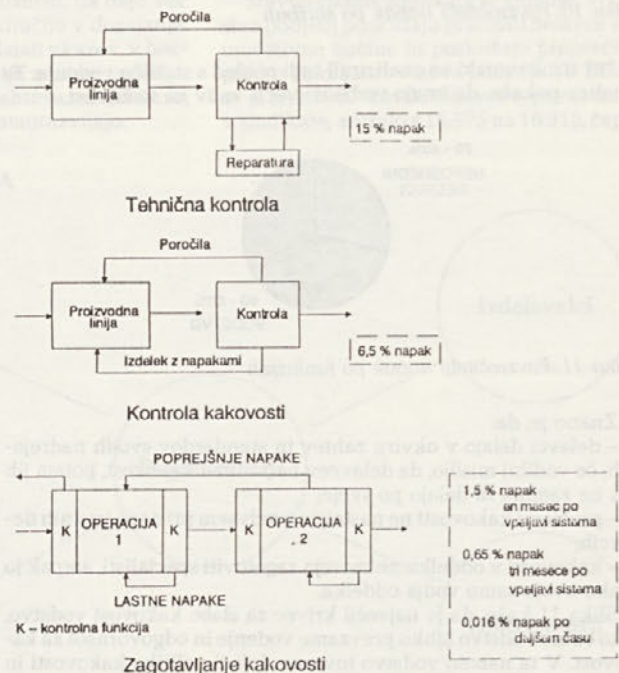 Poročila
Proizvodna
linija
Kontrola
15 % napak
Reparatura
Tehnična kontrola
Poročila
Proizvodna
linija
Kontrola
Izdelek z napakami
6,5 % napak
Kontrola kakovosti
POPREJŠNJE NAPAKE
K
OPERACIJA
1
K
K
OPERACIJA
2
K
LASTNE NAPAKE
K – kontrolna funkcija
1,5 % napak
en mesec po
vpeljavi sistema
0,65 % napak
tri mesece po
vpeljavi sistema
0,016 % napak po
daljšem času
Zagotavljanje kakovosti